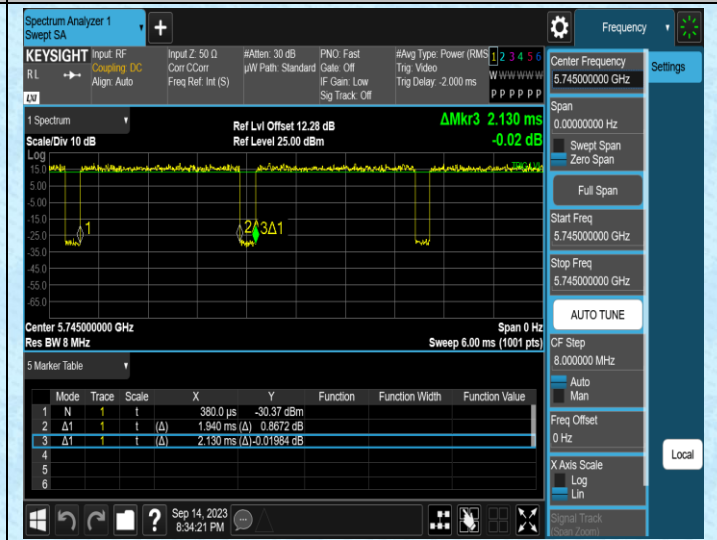 Spectrum Analyzer 1
Swept SA
+
Frequency
KEYSIGHT
RL
LXI
Input: RF
Coupling: DC
Align: Auto
Input Z: 50 Ω
Corr CCorr
Freq Ref: Int (S)
#Atten: 30 dB
µW Path: Standard
PNO: Fast
Gate: Off
IF Gain: Low
Sig Track: Off
#Avg Type: Power (RMS
Trig: Video
Trig Delay: -2.000 ms
1 2 3 4 5 6
W W W W W W
P P P P P P
1 Spectrum
Scale/Div 10 dB
Ref Lvl Offset 12.28 dB
Ref Level 25.00 dBm
ΔMkr3 2.130 ms
-0.02 dB
Log
15.0
5.00
-5.00
-15.0
-25.0
-35.0
-45.0
-55.0
-65.0
1
2
3Δ1
Center 5.745000000 GHz
Res BW 8 MHz
Span 0 Hz
Sweep 6.00 ms (1001 pts)
5 Marker Table
Mode Trace Scale X Y Function Function Width Function Value
1 N 1 t 380.0 µs -30.37 dBm
2 Δ1 1 t (Δ) 1.940 ms (Δ) 0.8672 dB
3 Δ1 1 t (Δ) 2.130 ms (Δ) -0.01984 dB
4
5
6
Sep 14, 2023
8:34:21 PM
?
Center Frequency
5.745000000 GHz
Settings
Span
0.00000000 Hz
Swept Span
Zero Span
Full Span
Start Freq
5.745000000 GHz
Stop Freq
5.745000000 GHz
AUTO TUNE
CF Step
8.000000 MHz
Auto
Man
Freq Offset
0 Hz
X Axis Scale
Log
Lin
Signal Track
(Span Zoom)
Local